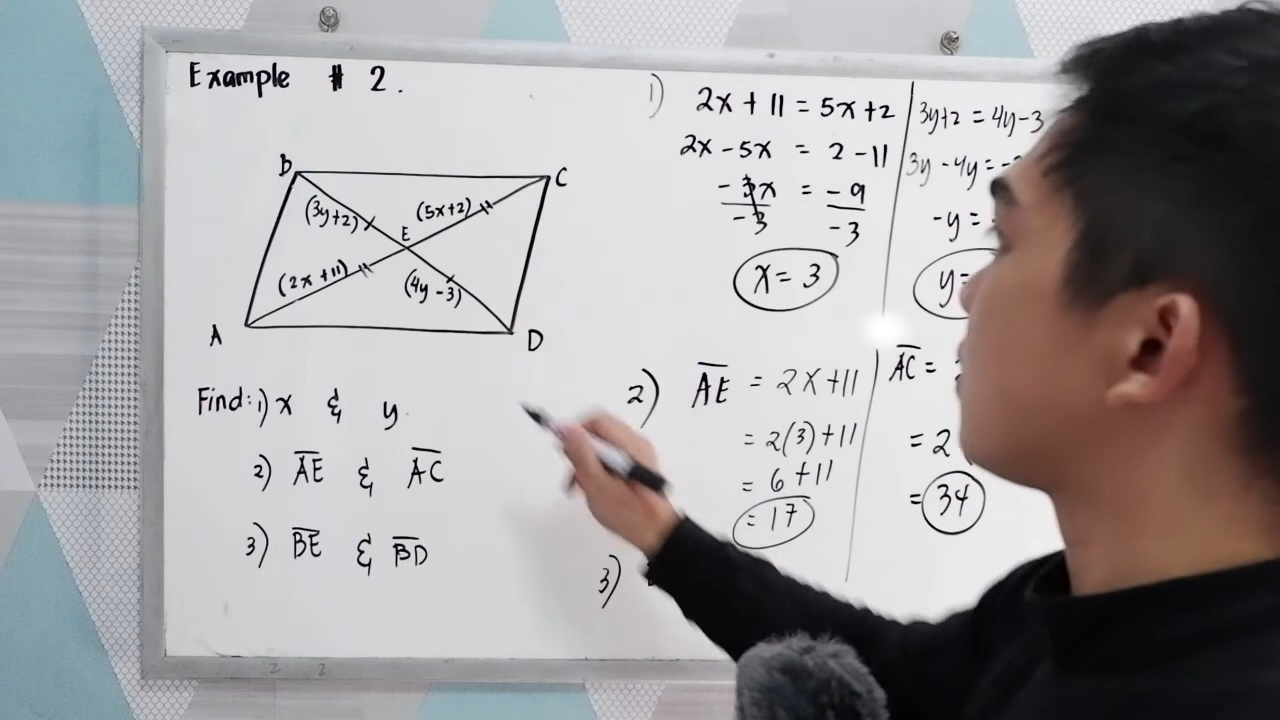 Example # 2.
B
C
(3y+2)
(5x+2)
E
(2x+11)
(4y-3)
A
D
Find: 1) x & y
2) AE & AC
3) BE & BD
1) 2x + 11 = 5x + 2
2x - 5x = 2 - 11
-3x = -9
-3 -3
x = 3
3y+2 = 4y-3
3y - 4y =
-y =
y=
2) AE = 2x+11
= 2(3)+11
= 6+11
= 17
AC =
= 2
= 34
3)